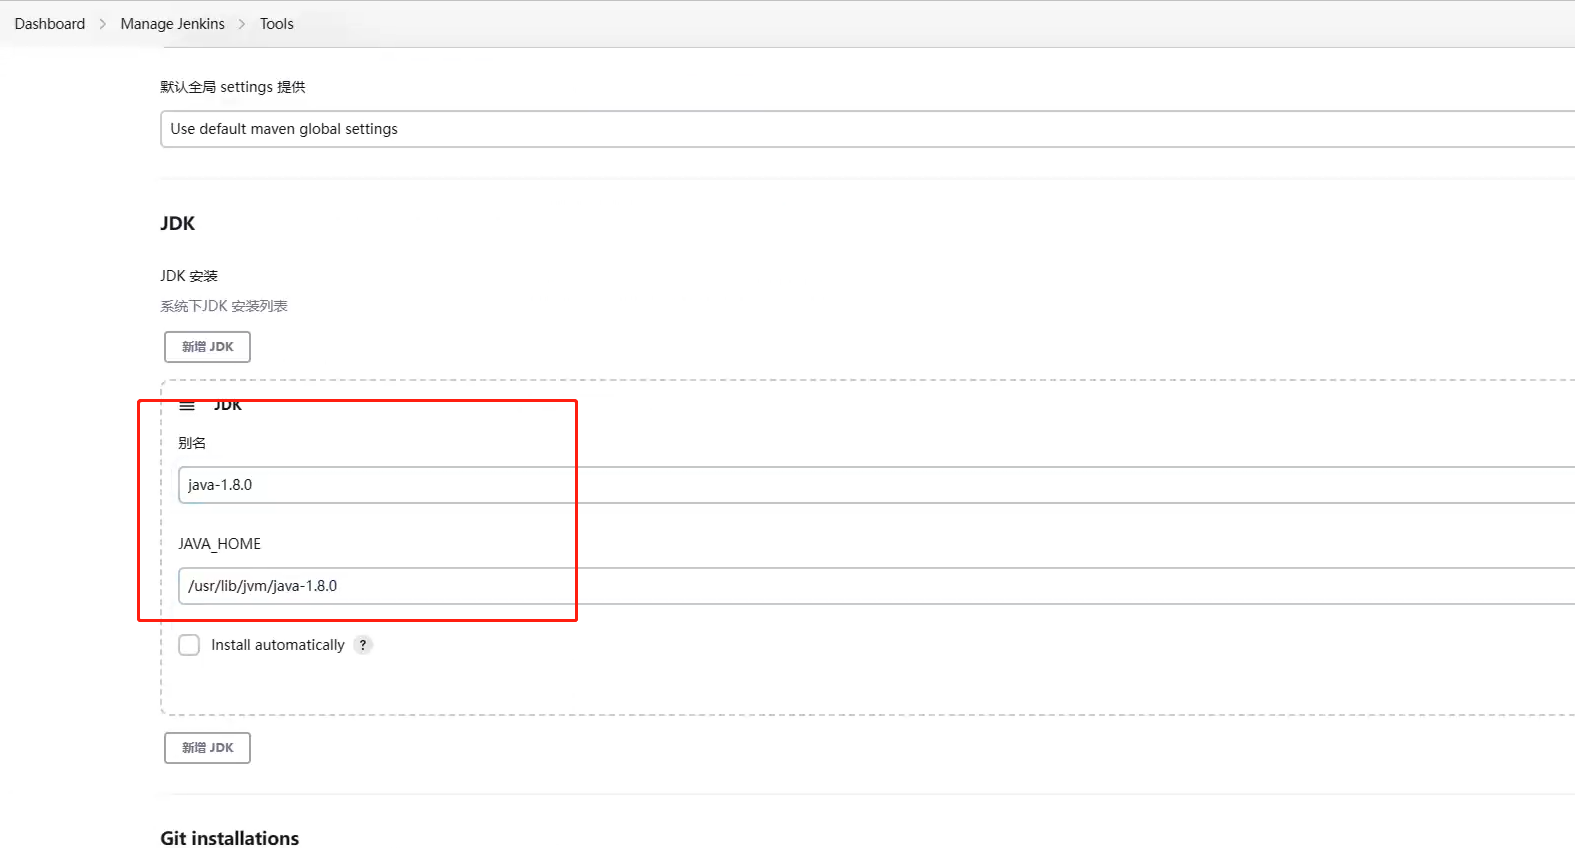 Dashboard > Manage Jenkins > Tools
默认全局 settings 提供
Use default maven global settings
JDK
JDK 安装
系统下JDK 安装列表
新增 JDK
JDK
别名
java-1.8.0
JAVA_HOME
/usr/lib/jvm/java-1.8.0
Install automatically ?
新增 JDK
Git installations